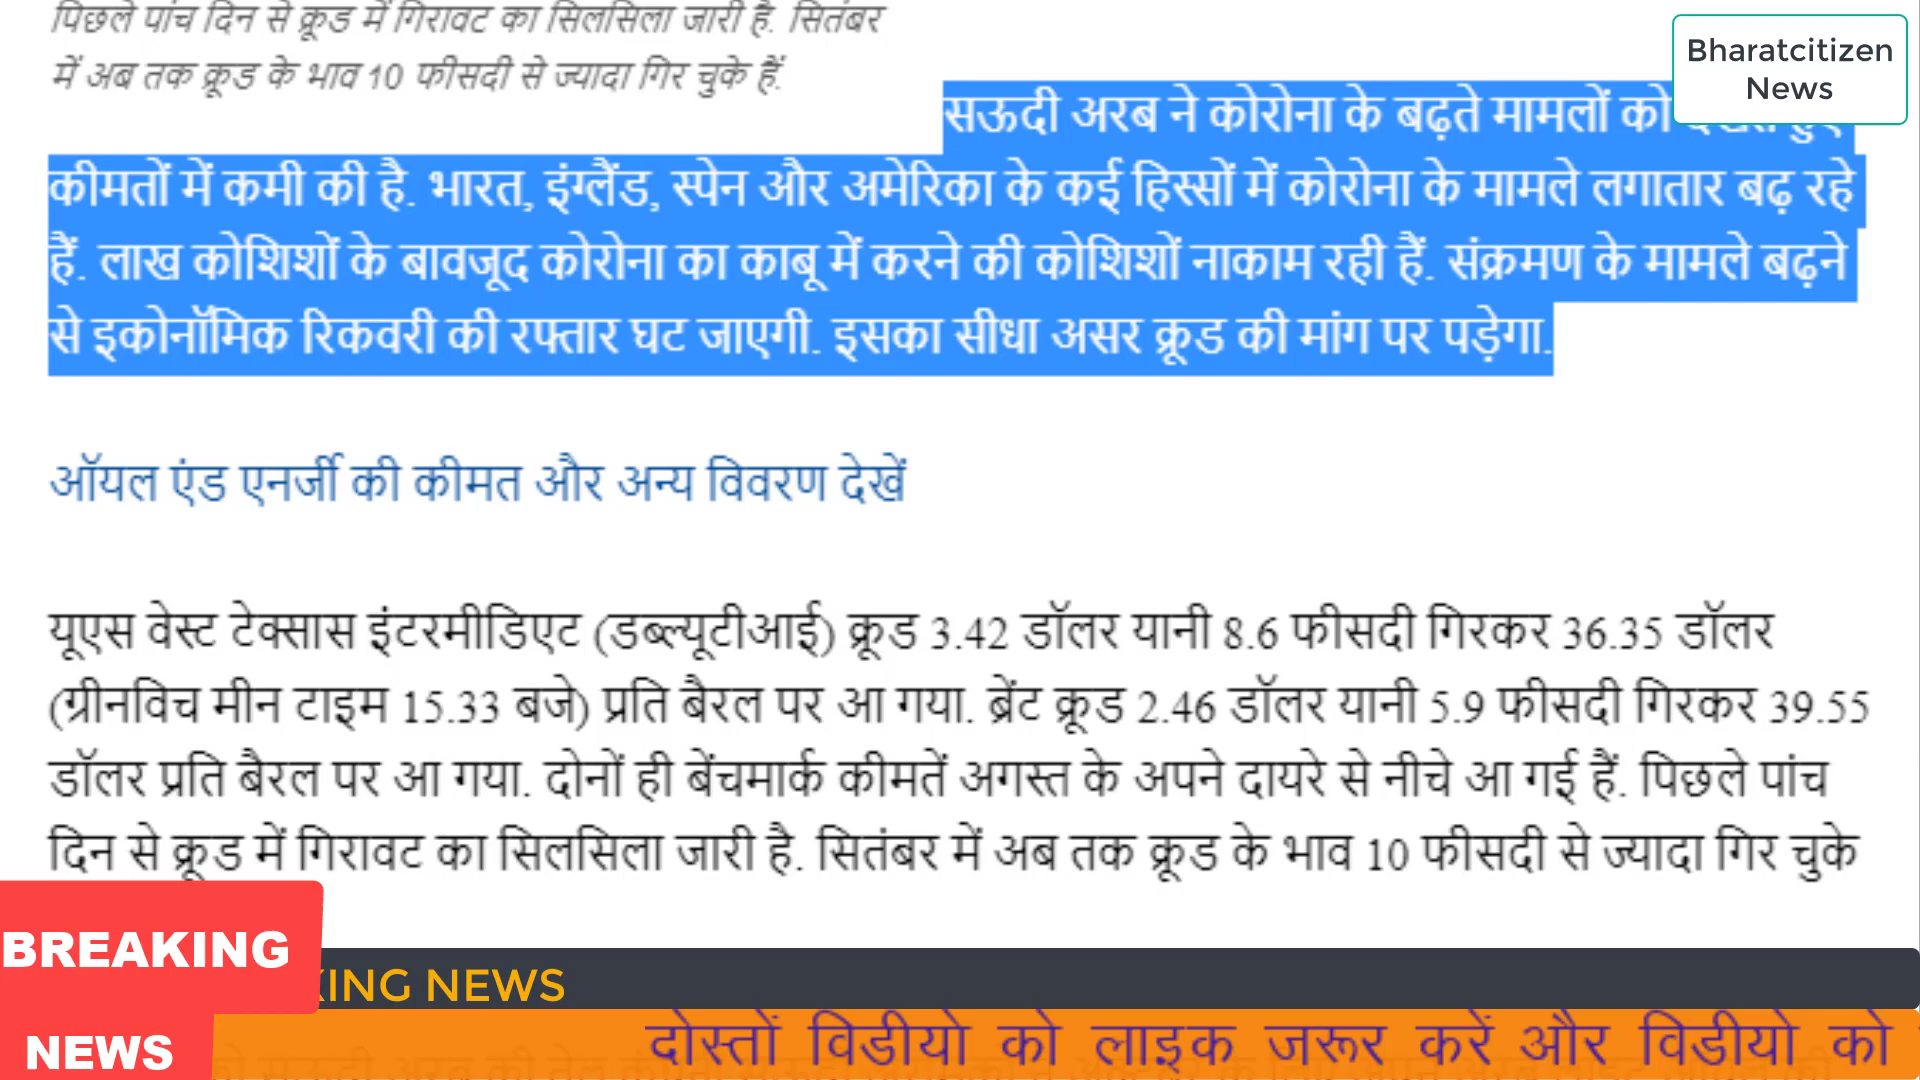 पिछले पांच दिन से क्रूड में गिरावट का सिलसिला जारी है. सितंबर
में अब तक क्रूड के भाव 10 फीसदी से ज्यादा गिर चुके हैं.
Bharatcitizen
News
सऊदी अरब ने कोरोना के बढ़ते मामलों को
कीमतों में कमी की है. भारत, इंग्लैंड, स्पेन और अमेरिका के कई हिस्सों में कोरोना के मामले लगातार बढ़ रहे
हैं. लाख कोशिशों के बावजूद कोरोना का काबू में करने की कोशिशों नाकाम रही हैं. संक्रमण के मामले बढ़ने
से इकोनॉमिक रिकवरी की रफ्तार घट जाएगी. इसका सीधा असर क्रूड की मांग पर पड़ेगा.
ऑयल एंड एनर्जी की कीमत और अन्य विवरण देखें
यूएस वेस्ट टेक्सास इंटरमीडिएट (डब्ल्यूटीआई) क्रूड 3.42 डॉलर यानी 8.6 फीसदी गिरकर 36.35 डॉलर
(ग्रीनविच मीन टाइम 15.33 बजे) प्रति बैरल पर आ गया. ब्रेंट क्रूड 2.46 डॉलर यानी 5.9 फीसदी गिरकर 39.55
डॉलर प्रति बैरल पर आ गया. दोनों ही बेंचमार्क कीमतें अगस्त के अपने दायरे से नीचे आ गई हैं. पिछले पांच
दिन से क्रूड में गिरावट का सिलसिला जारी है. सितंबर में अब तक क्रूड के भाव 10 फीसदी से ज्यादा गिर चुके
BREAKING
NEWS
KING NEWS
दोस्तों विडीयो को लाइक जरूर करें और विडीयो को